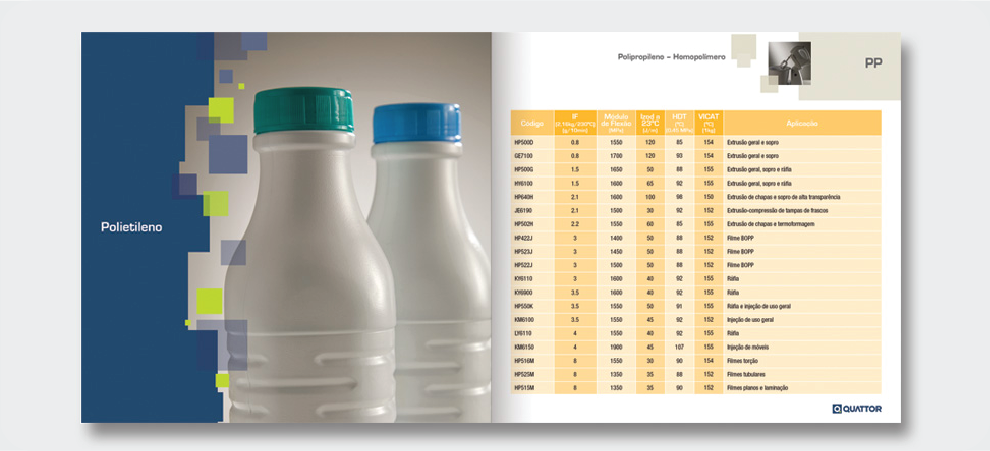 Polietileno
Polipropileno – Homopolímero
PP
Código IF (2.16kg/230ºC) (g/10min) Módulo de Flexão (MPa) Izod a 23ºC (J/m) HDT (ºC) (0,45 MPa) VICAT (ºC) (1kg) Aplicação
HP500D 0.8 1550 120 85 154 Extrusão geral e sopro
GE7100 0.8 1700 120 93 154 Extrusão geral e sopro
HP500G 1.5 1650 50 88 155 Extrusão geral, sopro e ráfia
HY6100 1.5 1600 65 92 155 Extrusão geral, sopro e ráfia
HP640H 2.1 1600 100 98 150 Extrusão de chapas e sopro de alta transparência
JE6190 2.1 1500 30 92 152 Extrusão-compressão de tampas de frascos
HP502H 2.2 1550 60 85 155 Extrusão de chapas e termoformagem
HP422J 3 1400 50 88 152 Filme BOPP
HP523J 3 1450 50 88 152 Filme BOPP
HP522J 3 1500 50 88 152 Filme BOPP
KY6110 3 1600 40 92 155 Ráfia
KY6900 3.5 1600 40 92 155 Ráfia
HP550K 3.5 1550 50 91 155 Ráfia e injeção de uso geral
KM6100 3.5 1550 45 92 152 Injeção de uso geral
LY6110 4 1550 40 92 155 Ráfia
KM6150 4 1900 45 107 155 Injeção de móveis
HP516M 8 1550 30 90 154 Filmes torção
HP525M 8 1350 35 88 152 Filmes tubulares
HP515M 8 1350 35 90 152 Filmes planos e laminação
QUATTOR